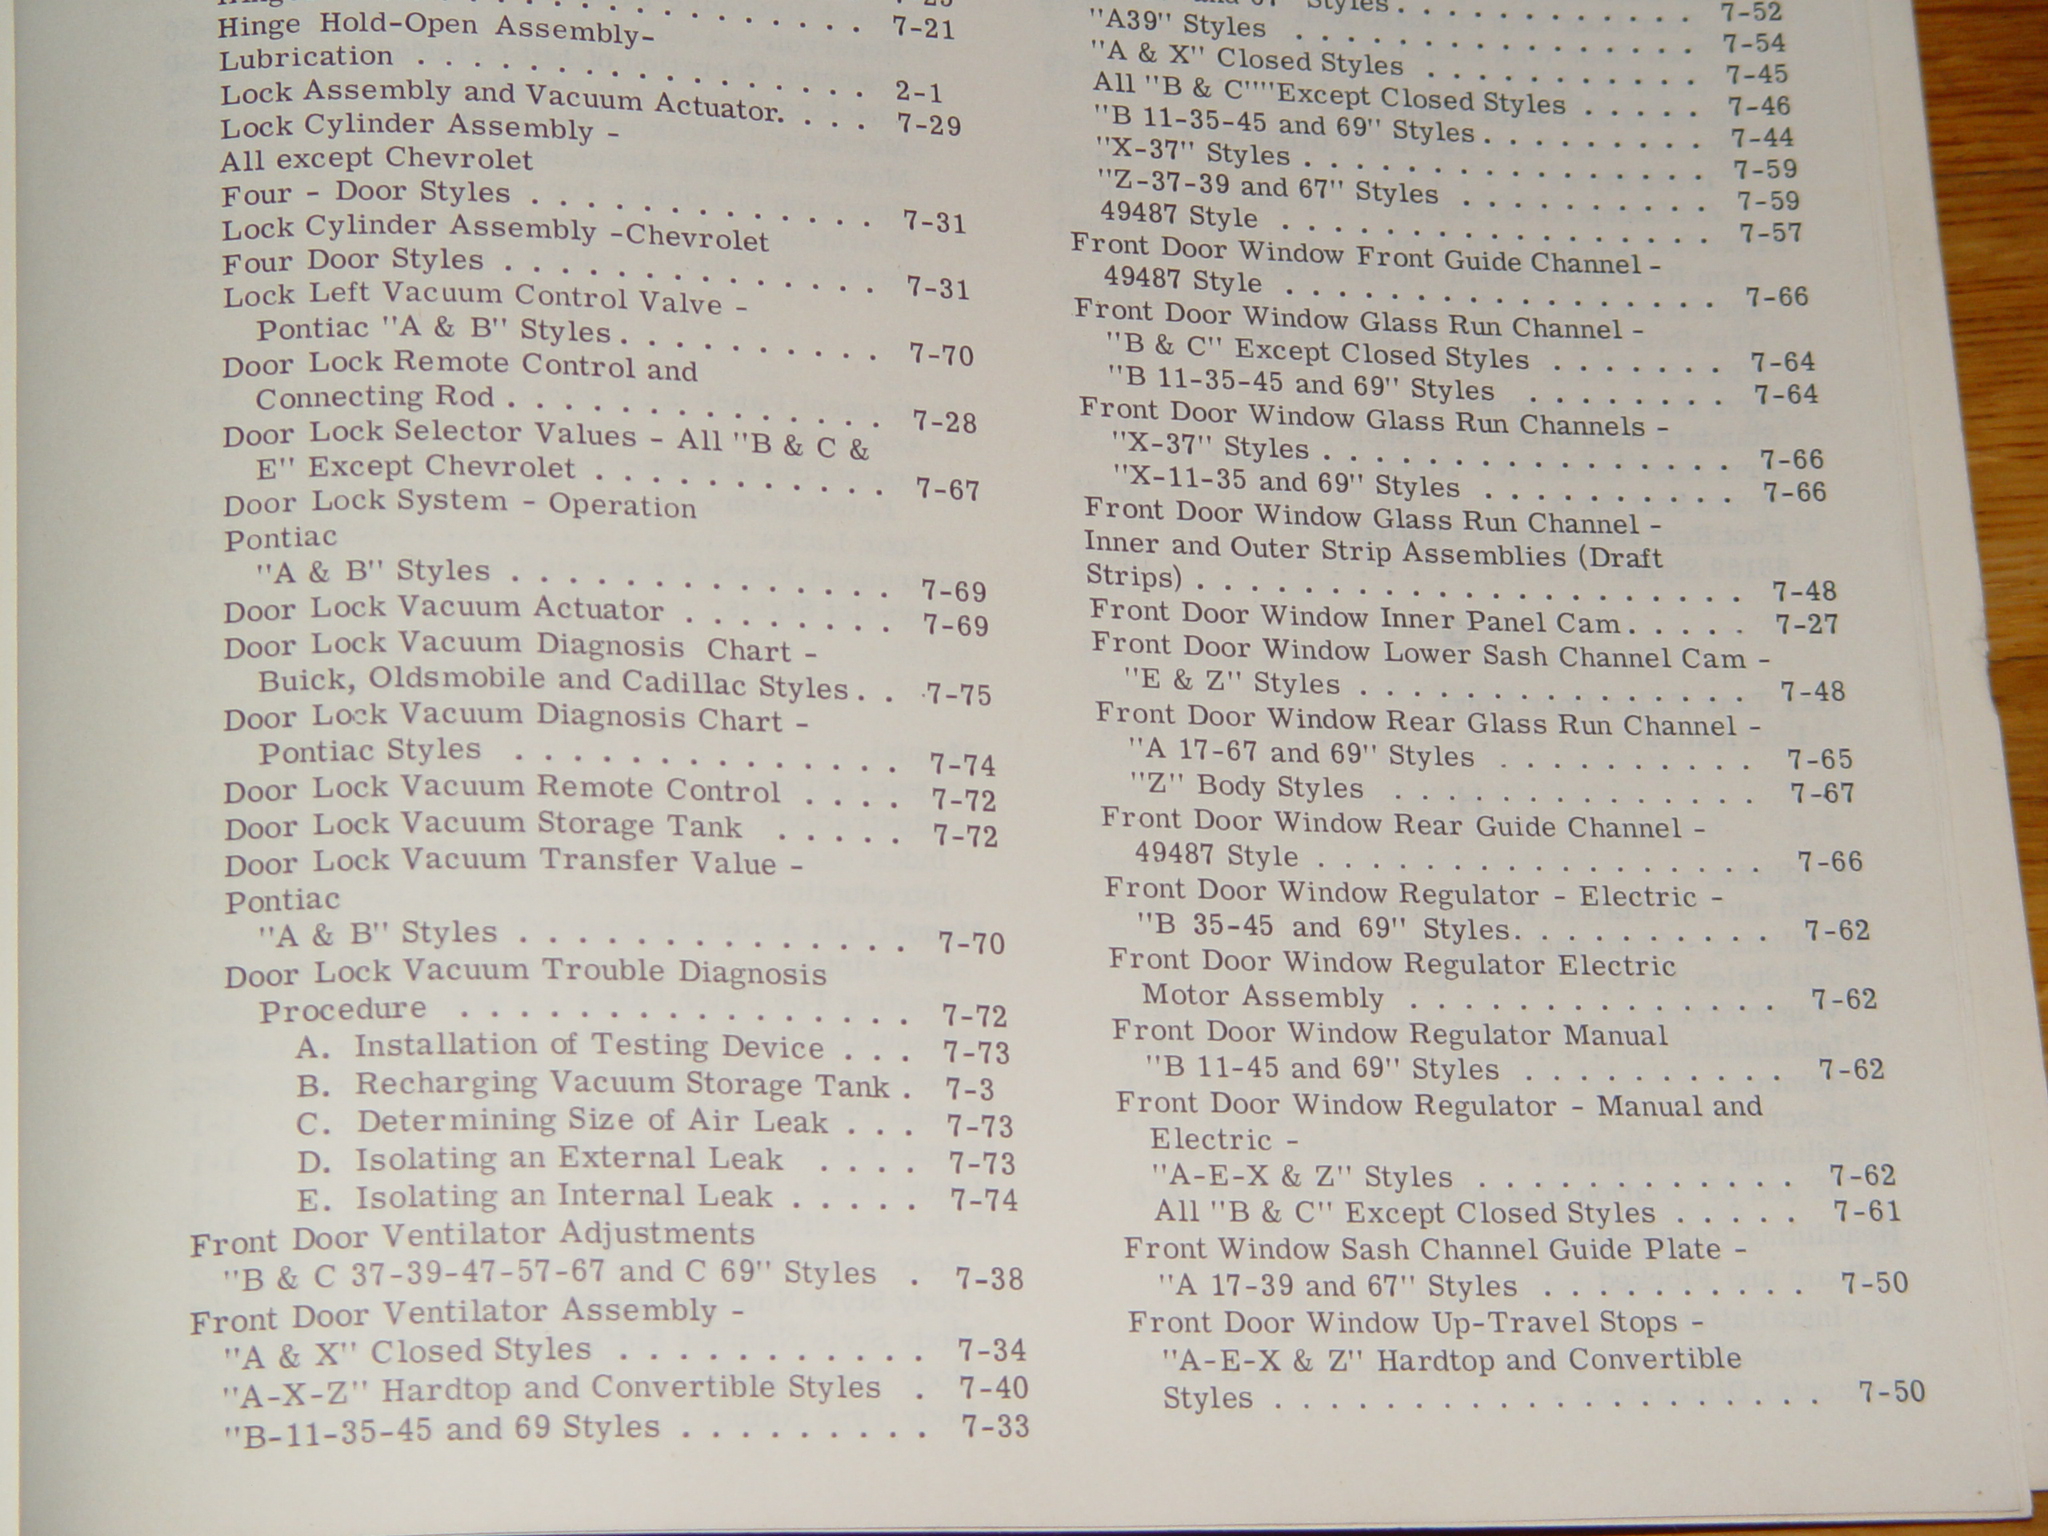 Hinge Hold-Open Assembly- . . . . . . . . 7-21
Lubrication . . . . . . . . . . . . . . . . 2-1
Lock Assembly and Vacuum Actuator. . . . 7-29
Lock Cylinder Assembly -
All except Chevrolet
Four - Door Styles . . . . . . . . . . . . . 7-31
Lock Cylinder Assembly -Chevrolet
Four Door Styles . . . . . . . . . . . . . . 7-31
Lock Left Vacuum Control Valve -
Pontiac "A & B" Styles. . . . . . . . . . 7-70
Door Lock Remote Control and
Connecting Rod . . . . . . . . . . . . . . 7-28
Door Lock Selector Values - All "B & C &
E" Except Chevrolet . . . . . . . . . . . 7-67
Door Lock System - Operation
Pontiac
"A & B" Styles . . . . . . . . . . . . . . 7-69
Door Lock Vacuum Actuator . . . . . . . . 7-69
Door Lock Vacuum Diagnosis Chart -
Buick, Oldsmobile and Cadillac Styles . . . 7-75
Door Lock Vacuum Diagnosis Chart -
Pontiac Styles . . . . . . . . . . . . . . 7-74
Door Lock Vacuum Remote Control . . . . 7-72
Door Lock Vacuum Storage Tank . . . . . 7-72
Door Lock Vacuum Transfer Value -
Pontiac
"A & B" Styles . . . . . . . . . . . . . . 7-70
Door Lock Vacuum Trouble Diagnosis
Procedure . . . . . . . . . . . . . . . . 7-72
A. Installation of Testing Device . . . 7-73
B. Recharging Vacuum Storage Tank . 7-3
C. Determining Size of Air Leak . . . 7-73
D. Isolating an External Leak . . . . 7-73
E. Isolating an Internal Leak . . . . . 7-74
Front Door Ventilator Adjustments
"B & C 37-39-47-57-67 and C 69" Styles . 7-38
Front Door Ventilator Assembly -
"A & X" Closed Styles . . . . . . . . . . . 7-34
"A-X-Z" Hardtop and Convertible Styles . 7-40
"B-11-35-45 and 69 Styles . . . . . . . . . 7-33
Styles. . . . . . . . . . . 7-52
"A39" Styles . . . . . . . . . . . . . . . 7-54
"A & X" Closed Styles . . . . . . . . . . . 7-45
All "B & C""Except Closed Styles . . . . . 7-46
"B 11-35-45 and 69" Styles . . . . . . . . . 7-44
"X-37" Styles . . . . . . . . . . . . . . . 7-59
"Z-37-39 and 67" Styles . . . . . . . . . . 7-59
49487 Style . . . . . . . . . . . . . . . . 7-57
Front Door Window Front Guide Channel -
49487 Style . . . . . . . . . . . . . . . . 7-66
Front Door Window Glass Run Channel -
"B & C" Except Closed Styles . . . . . . . 7-64
"B 11-35-45 and 69" Styles . . . . . . . . 7-64
Front Door Window Glass Run Channels -
"X-37" Styles . . . . . . . . . . . . . . . 7-66
"X-11-35 and 69" Styles . . . . . . . . . . 7-66
Front Door Window Glass Run Channel -
Inner and Outer Strip Assemblies (Draft
Strips) . . . . . . . . . . . . . . . . . . . 7-48
Front Door Window Inner Panel Cam. . . . . 7-27
Front Door Window Lower Sash Channel Cam -
"E & Z" Styles . . . . . . . . . . . . . . 7-48
Front Door Window Rear Glass Run Channel -
"A 17-67 and 69" Styles . . . . . . . . . . 7-65
"Z" Body Styles . . . . . . . . . . . . . . 7-67
Front Door Window Rear Guide Channel -
49487 Style . . . . . . . . . . . . . . . . 7-66
Front Door Window Regulator - Electric -
"B 35-45 and 69" Styles. . . . . . . . . . 7-62
Front Door Window Regulator Electric
Motor Assembly . . . . . . . . . . . . . . 7-62
Front Door Window Regulator Manual
"B 11-45 and 69" Styles . . . . . . . . . . 7-62
Front Door Window Regulator - Manual and
Electric -
"A-E-X & Z" Styles . . . . . . . . . . . . 7-62
All "B & C" Except Closed Styles . . . . . 7-61
Front Window Sash Channel Guide Plate -
"A 17-39 and 67" Styles . . . . . . . . . . 7-50
Front Door Window Up-Travel Stops -
"A-E-X & Z" Hardtop and Convertible
Styles . . . . . . . . . . . . . . . . . . . 7-50